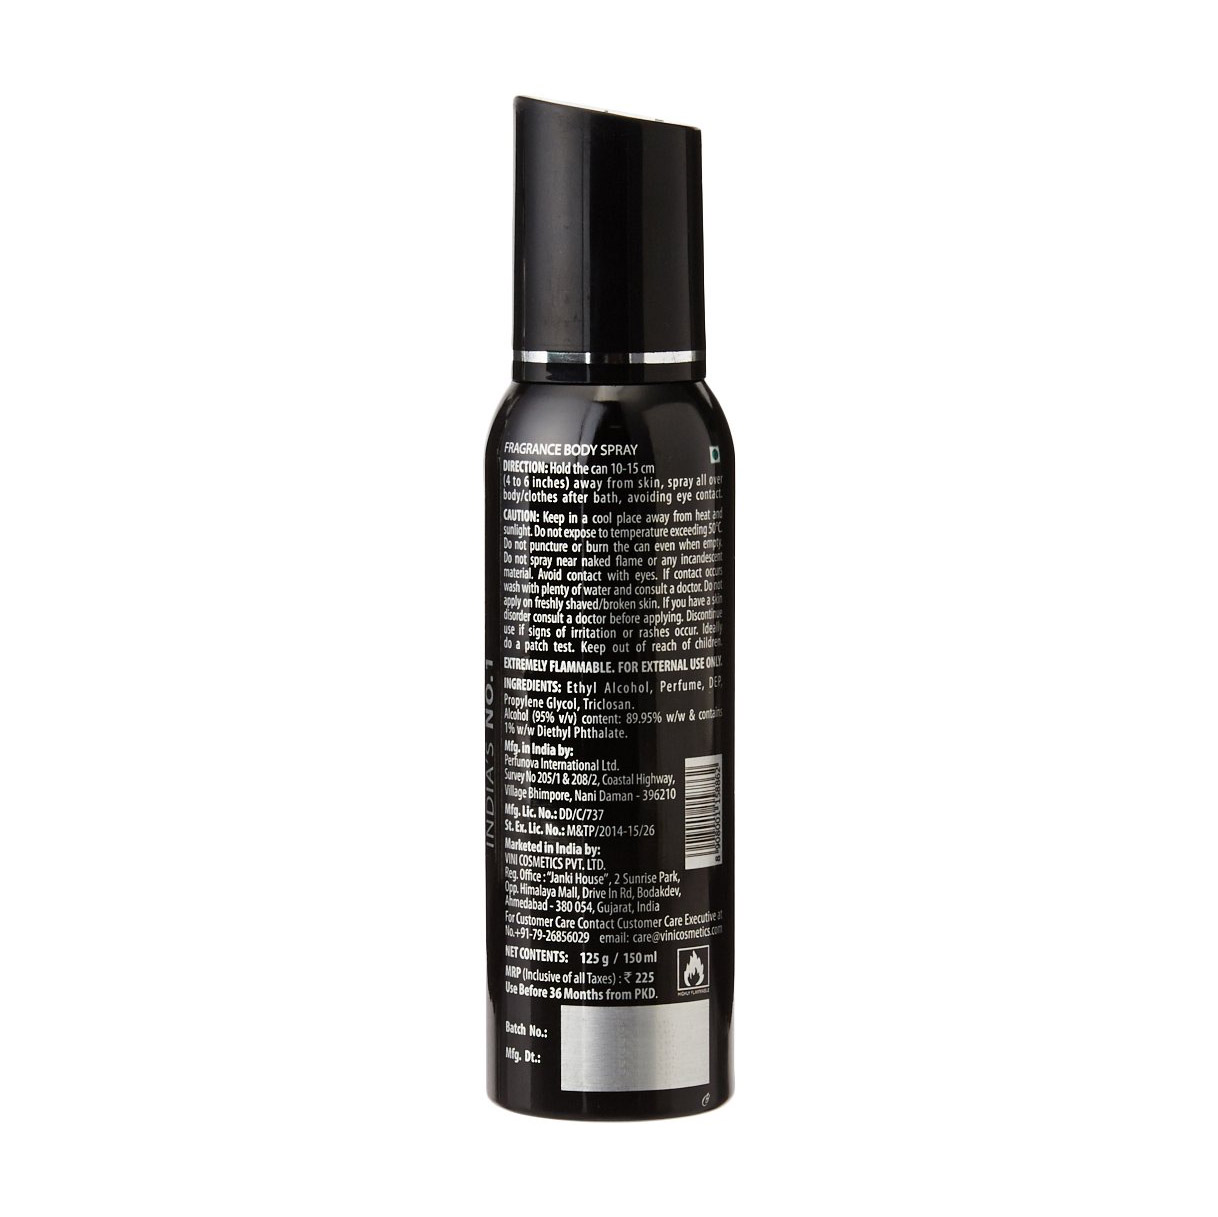 FRAGRANCE BODY SPRAY
DIRECTION: Hold the can 10-15 cm
(4 to 6 inches) away from skin, spray all over
body/clothes after bath, avoiding eye contact.
CAUTION: Keep in a cool place away from heat and
sunlight. Do not expose to temperature exceeding 50°C.
Do not puncture or burn the can even when empty.
Do not spray near naked flame or any incandescent
material. Avoid contact with eyes. If contact occurs
wash with plenty of water and consult a doctor. Do not
apply on freshly shaved/broken skin. If you have a skin
disorder consult a doctor before applying. Discontinue
use if signs of irritation or rashes occur. Ideally
do a patch test. Keep out of reach of children.
EXTREMELY FLAMMABLE. FOR EXTERNAL USE ONLY.
INGREDIENTS: Ethyl Alcohol, Perfume, DEP,
Propylene Glycol, Triclosan.
Alcohol (95% v/v) content: 89.95% w/w & contains
1% w/w Diethyl Phthalate.
Mfg. in India by:
Perfunova International Ltd.
Survey No 205/1 & 208/2, Coastal Highway,
Village Bhimpore, Nani Daman - 396210
Mfg. Lic. No.: DD/C/737
St. Ex. Lic. No.: M&TP/2014-15/26
Marketed in India by:
VINI COSMETICS PVT. LTD.
Reg. Office : "Janki House", 2 Sunrise Park,
Opp. Himalaya Mall, Drive In Rd, Bodakdev,
Ahmedabad - 380 054, Gujarat, India
For Customer Care Contact Customer Care Executive at
No.+91-79-26856029 email: care@vinicosmetics.com
NET CONTENTS: 125 g / 150 ml
MRP (Inclusive of all Taxes) : ₹ 225
Use Before 36 Months from PKD.
HIGHLY FLAMMABLE
Batch No.:
Mfg. Dt.:
INDIA'S NO.1